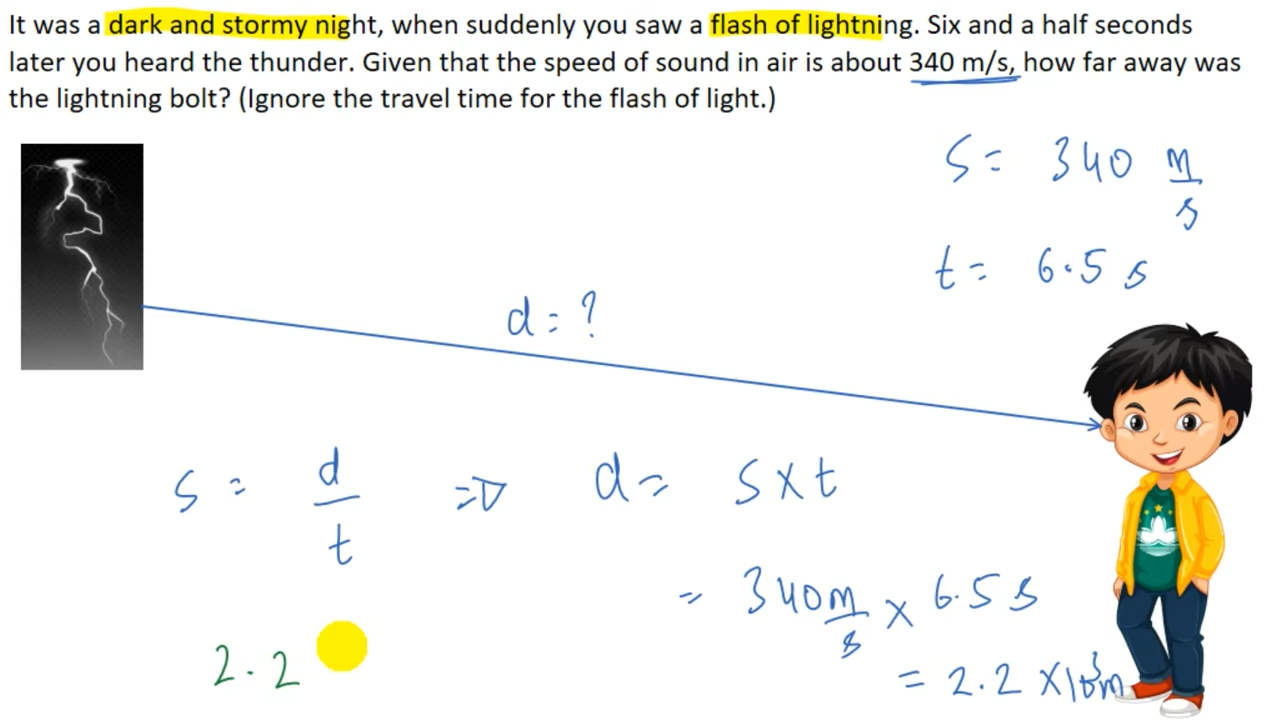 It was a dark and stormy night, when suddenly you saw a flash of lightning. Six and a half seconds
later you heard the thunder. Given that the speed of sound in air is about 340 m/s, how far away was
the lightning bolt? (Ignore the travel time for the flash of light.)
S = 340 m/s
t = 6.5 s
d = ?
S = d/t ⇒ d = S x t
= 340 m/s x 6.5 s
= 2.2 x 10³ m
2.2